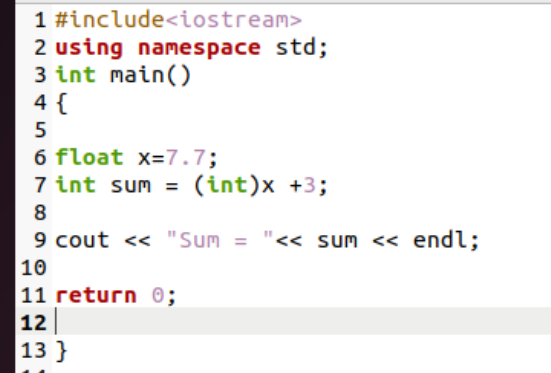 1 #include<iostream>
2 using namespace std;
3 int main()
4 {
5
6 float x=7.7;
7 int sum = (int)x +3;
8
9 cout << "Sum = "<< sum << endl;
10
11 return 0;
12
13 }